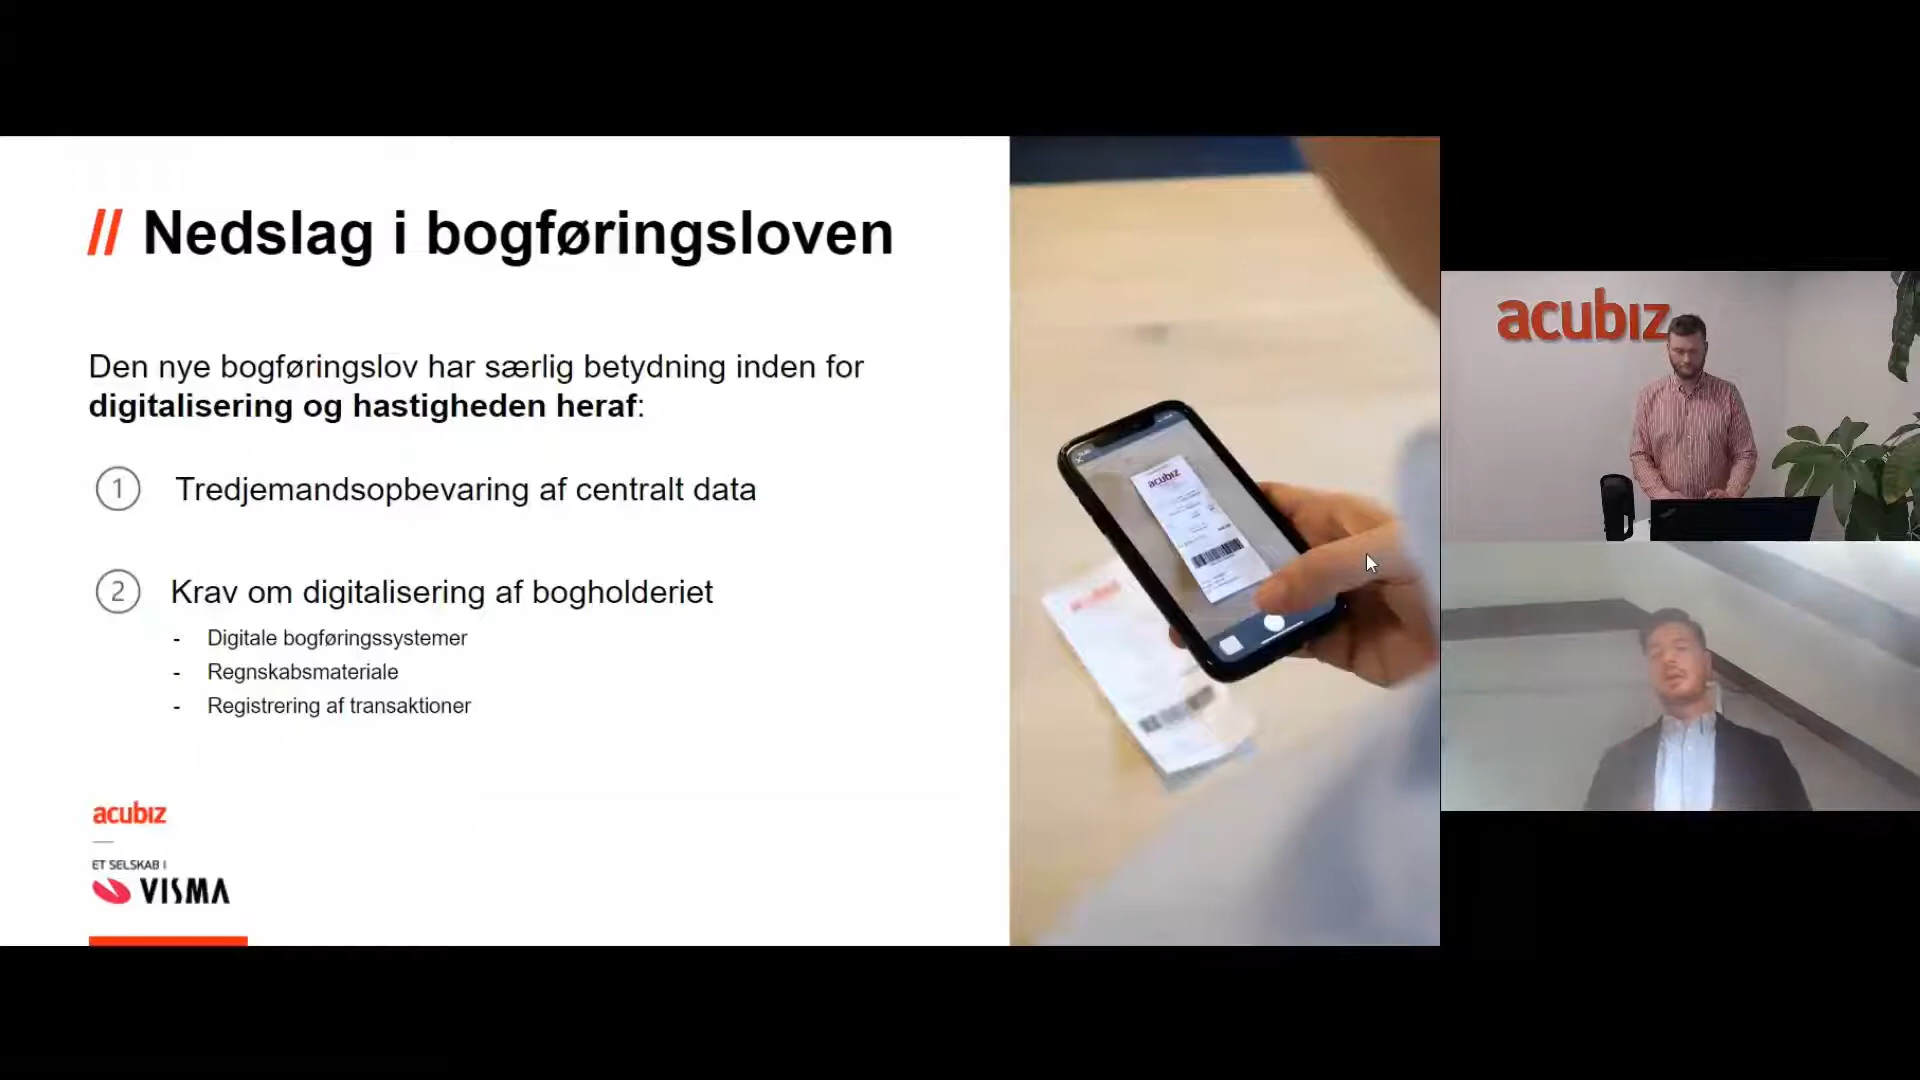 // Nedslag i bogføringsloven
Den nye bogføringslov har særlig betydning inden for
digitalisering og hastigheden heraf:
1 Tredjemandsopbevaring af centralt data
2 Krav om digitalisering af bogholderiet
- Digitale bogføringssystemer
- Regnskabsmateriale
- Registrering af transaktioner
acubiz
ET SELSKAB I
VISMA
acubiz
acubiz